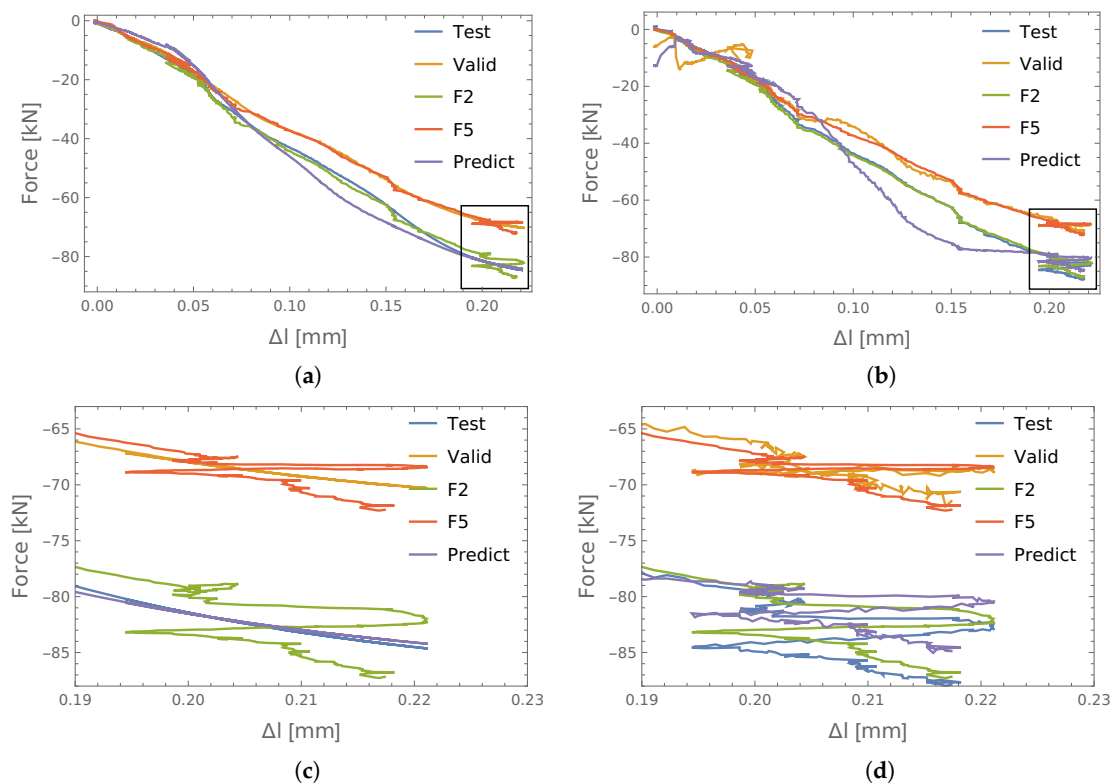 0
−20
−40
−60
−80
Force [kN]
0.00 0.05 0.10 0.15 0.20
Δl [mm]
Test
Valid
F2
F5
Predict
(a)
0
−20
−40
−60
−80
Force [kN]
0.00 0.05 0.10 0.15 0.20
Δl [mm]
Test
Valid
F2
F5
Predict
(b)
−65
−70
−75
−80
−85
Force [kN]
0.19 0.20 0.21 0.22 0.23
Δl [mm]
Test
Valid
F2
F5
Predict
(c)
−65
−70
−75
−80
−85
Force [kN]
0.19 0.20 0.21 0.22 0.23
Δl [mm]
Test
Valid
F2
F5
Predict
(d)